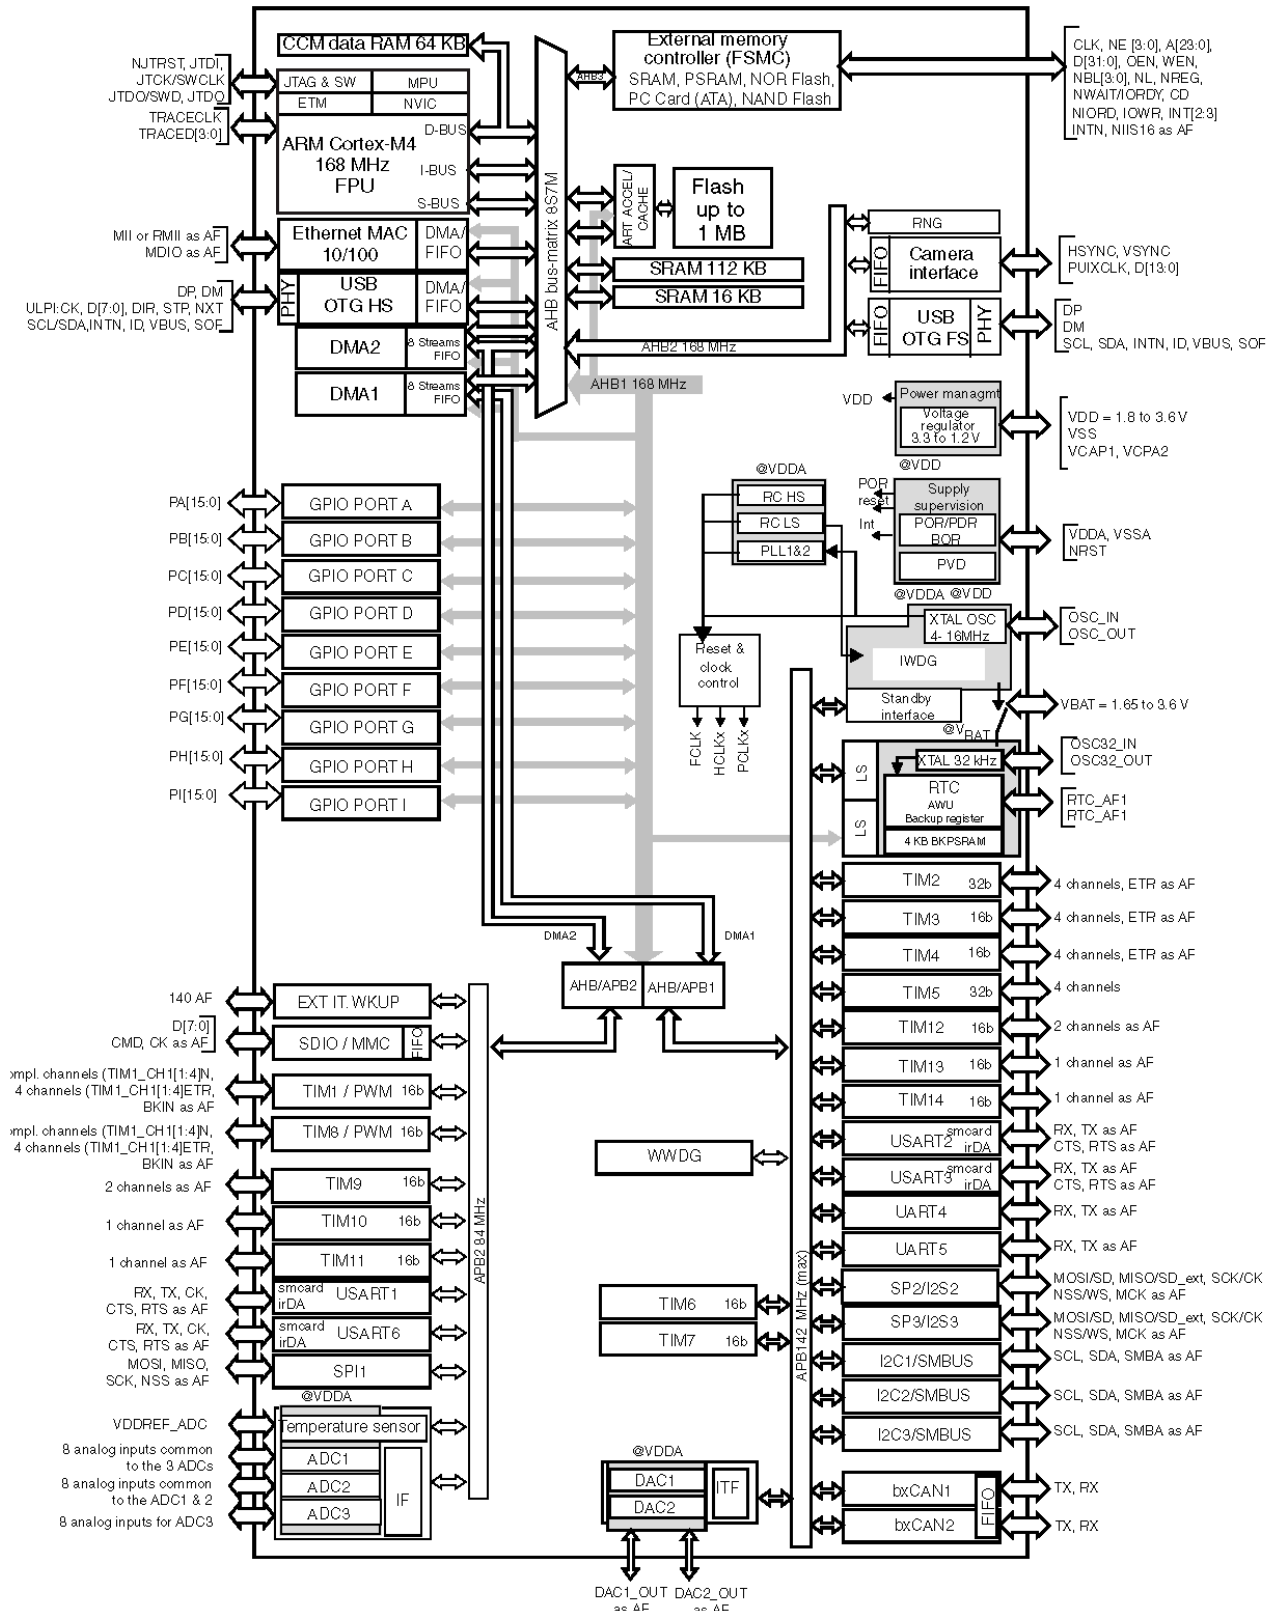 CCM data RAM 64 KB
External memory
controller (FSMC)
SRAM, PSRAM, NOR Flash,
PC Card (ATA), NAND Flash
CLK, NE [3:0], A[23:0],
D[31:0], OEN, WEN,
NBL[3:0], NL, NREG,
NWAIT/IORDY, CD
NIORD, IOWR, INT[2:3]
INTN, NIIS16 as AF
NJTRST, JTDI,
JTCK/SWCLK
JTDO/SWD, JTDO
TRACECLK
TRACED[3:0]
JTAG & SW
MPU
ETM
NVIC
ARM Cortex-M4
168 MHz
FPU
D-BUS
I-BUS
S-BUS
AHB3
AHB bus-matrix 8S7M
ART ACCEL/
CACHE
Flash
up to
1 MB
SRAM 112 KB
SRAM 16 KB
AHB2 168 MHz
AHB1 168 MHz
MII or RMII as AF
MDIO as AF
Ethernet MAC
10/100
DMA/
FIFO
DP, DM
ULPI:CK, D[7:0], DIR, STP, NXT
SCL/SDA,INTN, ID, VBUS, SOF
PHY
USB
OTG HS
DMA/
FIFO
DMA2
8 Streams
FIFO
DMA1
8 Streams
FIFO
RNG
FIFO
Camera
interface
HSYNC, VSYNC
PUIXCLK, D[13:0]
FIFO
USB
OTG FS
PHY
DP
DM
SCL, SDA, INTN, ID, VBUS, SOF
VDD
Power managmt
Voltage
regulator
3.3 to 1.2 V
@VDD
VDD = 1.8 to 3.6 V
VSS
VCAP1, VCPA2
@VDDA
RC HS
RC LS
PLL1&2
POR
reset
Int
Supply
supervision
POR/PDR
BOR
PVD
VDDA, VSSA
NRST
@VDDA @VDD
XTAL OSC
4- 16MHz
IWDG
OSC_IN
OSC_OUT
Reset &
clock
control
FCLK
HCLKx
PCLKx
Standby
interface
@VBAT
VBAT = 1.65 to 3.6 V
LS
LS
XTAL 32 kHz
RTC
AWU
Backup register
4 KB BKPSRAM
OSC32_IN
OSC32_OUT
RTC_AF1
RTC_AF1
PA[15:0]
GPIO PORT A
PB[15:0]
GPIO PORT B
PC[15:0]
GPIO PORT C
PD[15:0]
GPIO PORT D
PE[15:0]
GPIO PORT E
PF[15:0]
GPIO PORT F
PG[15:0]
GPIO PORT G
PH[15:0]
GPIO PORT H
PI[15:0]
GPIO PORT I
DMA2
DMA1
AHB/APB2
AHB/APB1
140 AF
EXT IT. WKUP
D[7:0]
CMD, CK as AF
SDIO / MMC
FIFO
ompl. channels (TIM1_CH1[1:4]N,
4 channels (TIM1_CH1[1:4]ETR,
BKIN as AF
TIM1 / PWM 16b
ompl. channels (TIM1_CH1[1:4]N,
4 channels (TIM1_CH1[1:4]ETR,
BKIN as AF
TIM8 / PWM 16b
2 channels as AF
TIM9 16b
1 channel as AF
TIM10 16b
1 channel as AF
TIM11 16b
RX, TX, CK,
CTS, RTS as AF
smcard
irDA
USART1
RX, TX, CK,
CTS, RTS as AF
smcard
irDA
USART6
MOSI, MISO,
SCK, NSS as AF
SPI1
@VDDA
VDDREF_ADC
Temperature sensor
8 analog inputs common
to the 3 ADCs
ADC1
8 analog inputs common
to the ADC1 & 2
ADC2
8 analog inputs for ADC3
ADC3
IF
APB2 84 MHz
WWDG
TIM6 16b
TIM7 16b
@VDDA
DAC1
DAC2
ITF
DAC1_OUT
as AF
DAC2_OUT
as AF
APB142 MHz (max)
TIM2 32b
4 channels, ETR as AF
TIM3 16b
4 channels, ETR as AF
TIM4 16b
4 channels, ETR as AF
TIM5 32b
4 channels
TIM12 16b
2 channels as AF
TIM13 16b
1 channel as AF
TIM14 16b
1 channel as AF
USART2
smcard
irDA
RX, TX as AF
CTS, RTS as AF
USART3
smcard
irDA
RX, TX as AF
CTS, RTS as AF
UART4
RX, TX as AF
UART5
RX, TX as AF
SP2/I2S2
MOSI/SD, MISO/SD_ext, SCK/CK
NSS/WS, MCK as AF
SP3/I2S3
MOSI/SD, MISO/SD_ext, SCK/CK
NSS/WS, MCK as AF
I2C1/SMBUS
SCL, SDA, SMBA as AF
I2C2/SMBUS
SCL, SDA, SMBA as AF
I2C3/SMBUS
SCL, SDA, SMBA as AF
bxCAN1
TX, RX
bxCAN2
FIFO
TX, RX